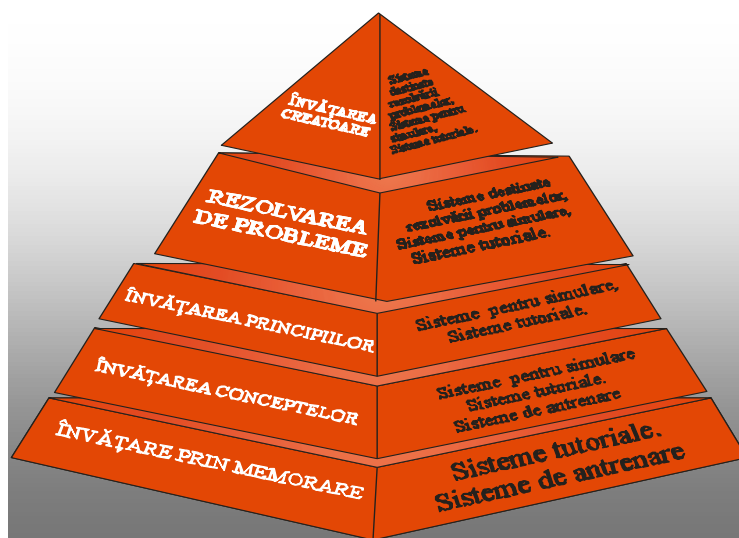 ÎNVĂȚAREA
CREATOARE
Sisteme
destinate
rezolvării
problemelor,
Sisteme pentru
simulare,
Sisteme tutoriale.
REZOLVAREA
DE PROBLEME
Sisteme destinate
rezolvării problemelor,
Sisteme pentru simulare,
Sisteme tutoriale.
ÎNVĂȚAREA PRINCIPIILOR
Sisteme pentru simulare,
Sisteme tutoriale.
ÎNVĂȚAREA CONCEPTELOR
Sisteme pentru simulare
Sisteme tutoriale.
Sisteme de antrenare
ÎNVĂȚARE PRIN MEMORARE
Sisteme tutoriale.
Sisteme de antrenare